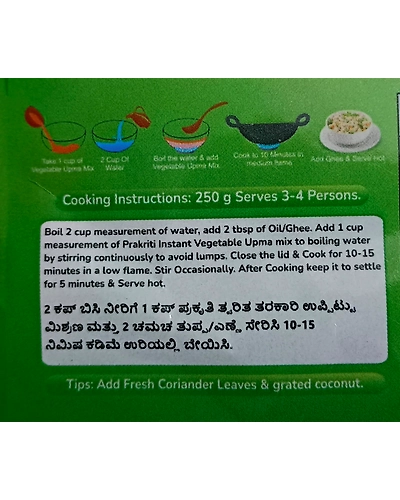 Take 1 cup of
Vegetable Upma Mix
2 Cup Of
Water
Boil the water & add
Vegetable Upma Mix.
Cook to 10 Minutes in
medium flame.
Add Ghee & Serve hot
Cooking Instructions: 250 g Serves 3-4 Persons.
Boil 2 cup measurement of water, add 2 tbsp of Oil/Ghee. Add 1 cup
measurement of Prakriti Instant Vegetable Upma mix to boiling water
by stirring continuously to avoid lumps. Close the lid & Cook for 10-15
minutes in a low flame. Stir Occasionally. After Cooking keep it to settle
for 5 minutes & Serve hot.
2 ಕಪ್ ಬಿಸಿ ನೀರಿಗೆ 1 ಕಪ್ ಪ್ರಕೃತಿ ತ್ವರಿತ ತರಕಾರಿ ಉಪ್ಪಿಟ್ಟು
ಮಿಶ್ರಣ ಮತ್ತು 2 ಚಮಚ ತುಪ್ಪ/ಎಣ್ಣೆ ಸೇರಿಸಿ 10-15
ನಿಮಿಷ ಕಡಿಮೆ ಉರಿಯಲ್ಲಿ ಬೇಯಿಸಿ.
Tips: Add Fresh Coriander Leaves & grated coconut.